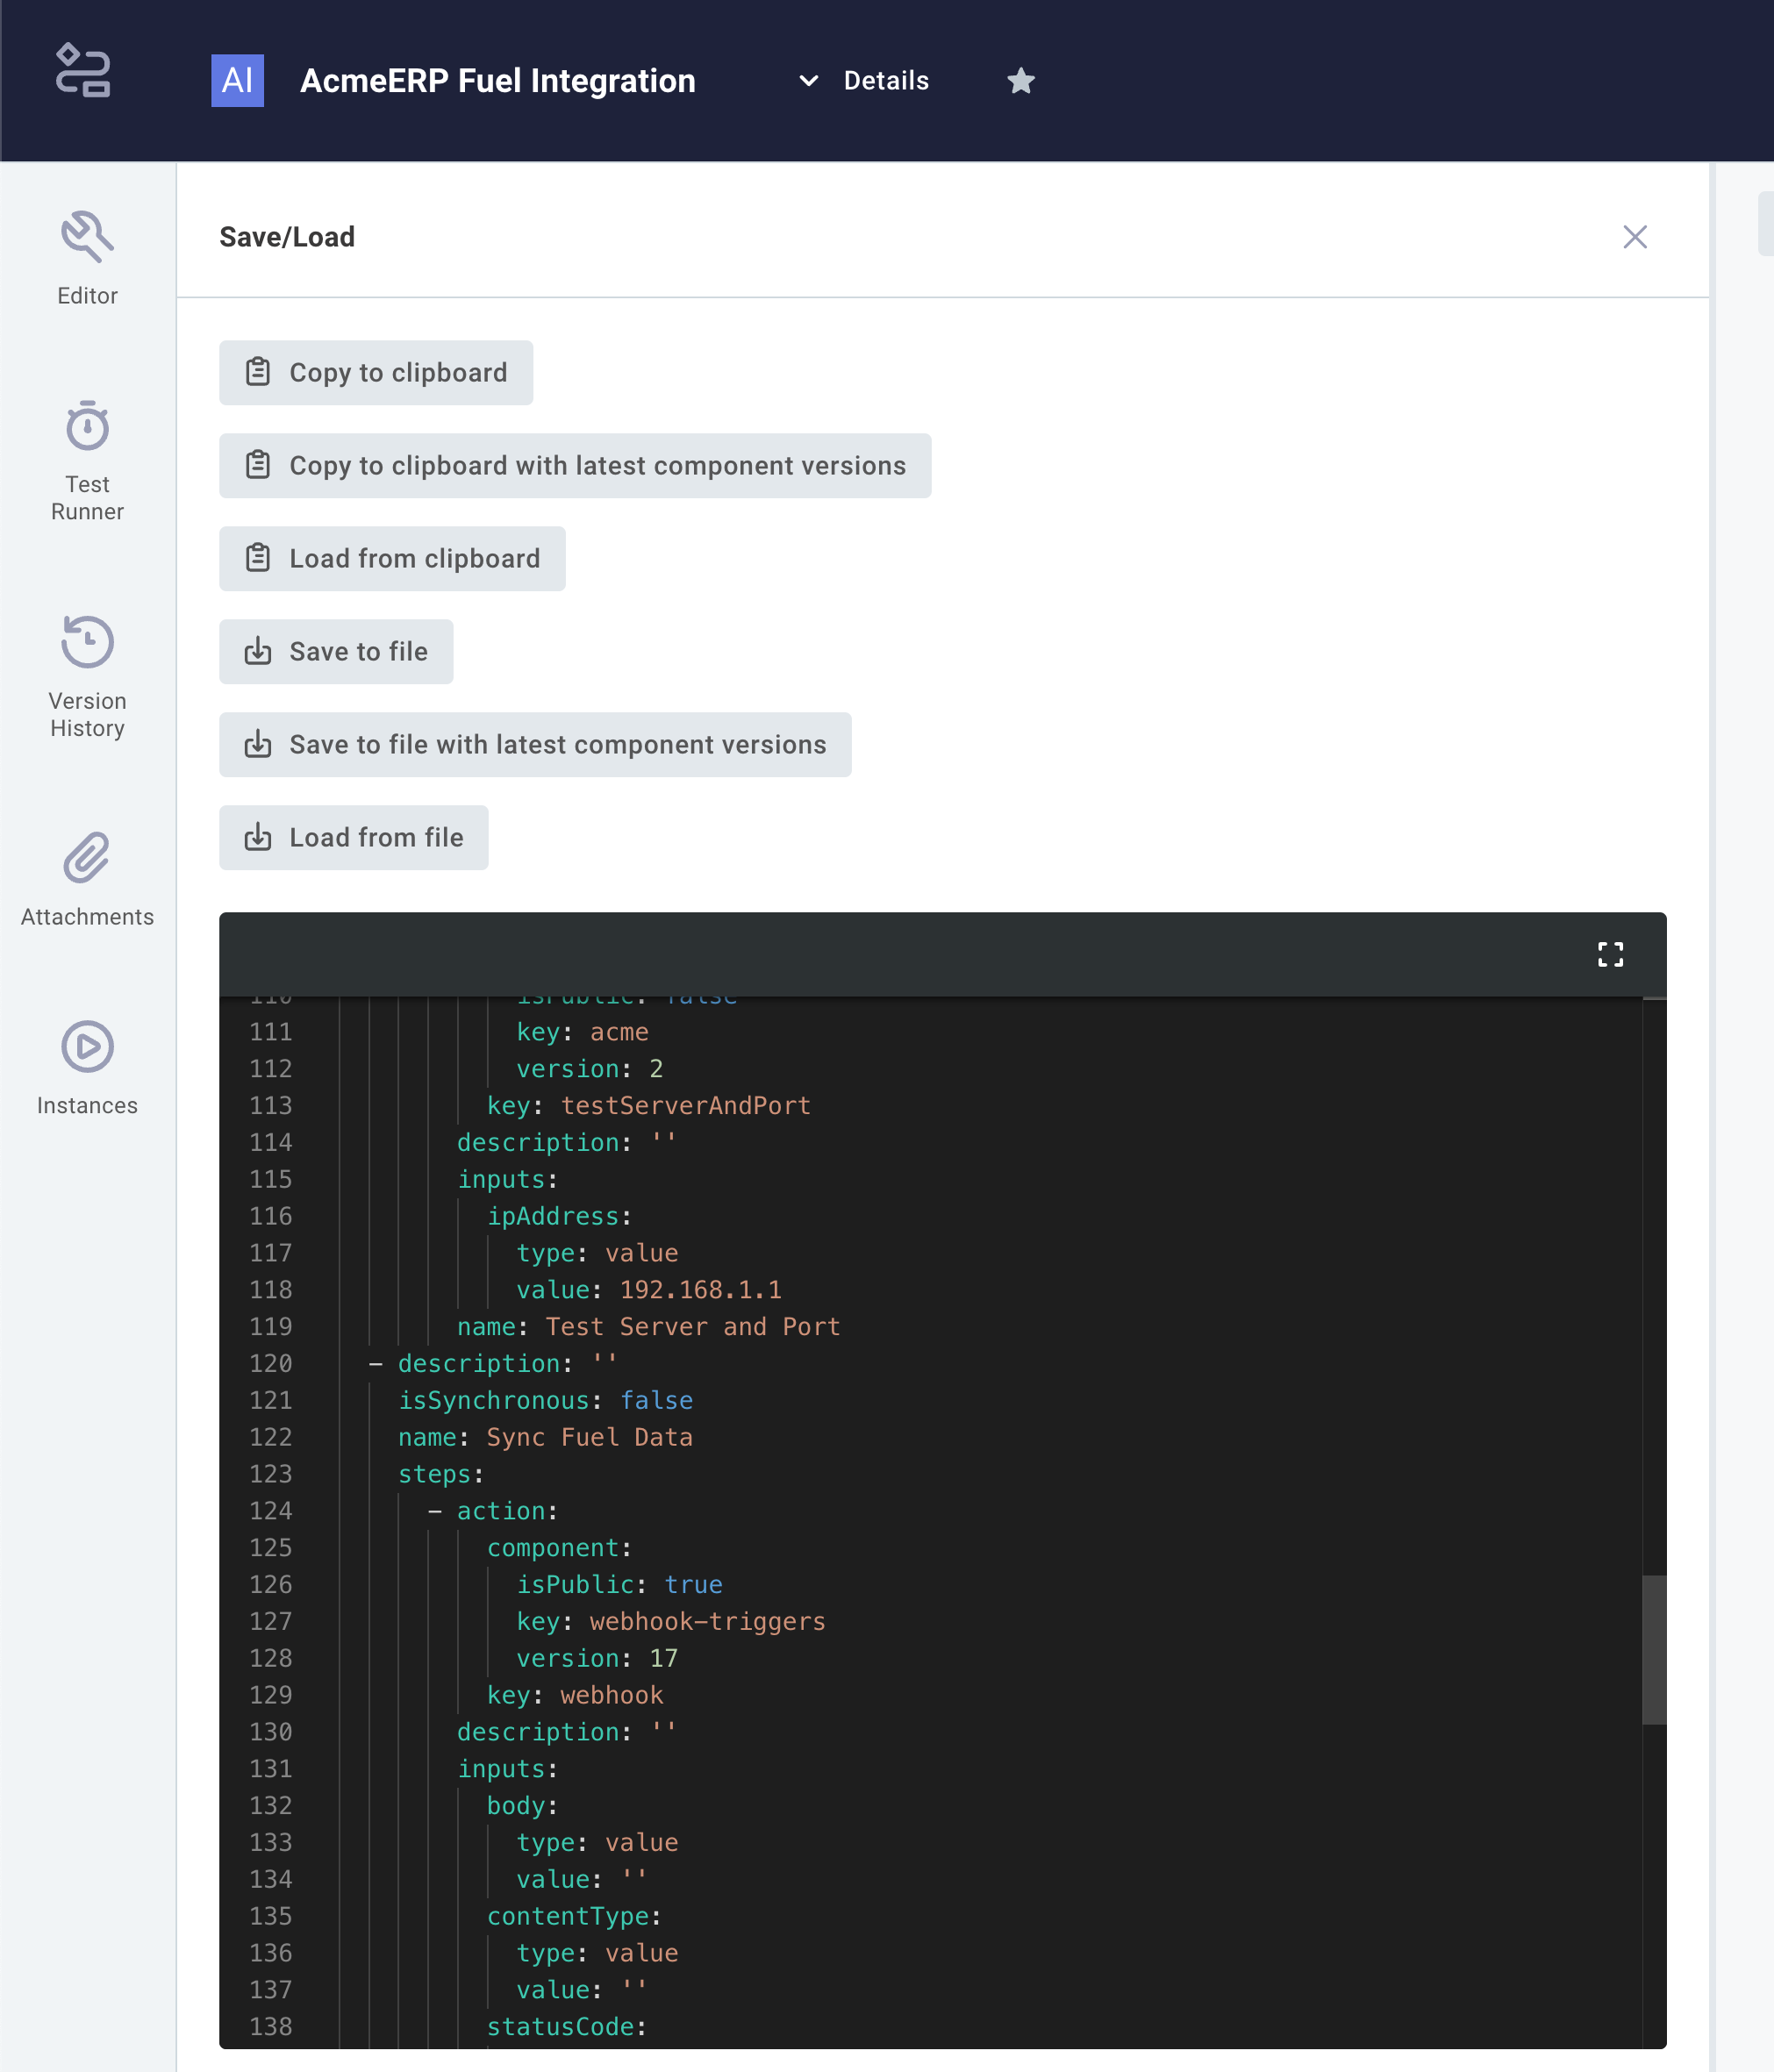 AI AcmeERP Fuel Integration Details
Editor
Test
Runner
Version
History
Attachments
Instances
Save/Load
Copy to clipboard
Copy to clipboard with latest component versions
Load from clipboard
Save to file
Save to file with latest component versions
Load from file
110 isPublic: false
111 key: acme
112 version: 2
113 key: testServerAndPort
114 description: ''
115 inputs:
116 ipAddress:
117 type: value
118 value: 192.168.1.1
119 name: Test Server and Port
120 - description: ''
121 isSynchronous: false
122 name: Sync Fuel Data
123 steps:
124 - action:
125 component:
126 isPublic: true
127 key: webhook-triggers
128 version: 17
129 key: webhook
130 description: ''
131 inputs:
132 body:
133 type: value
134 value: ''
135 contentType:
136 type: value
137 value: ''
138 statusCode: